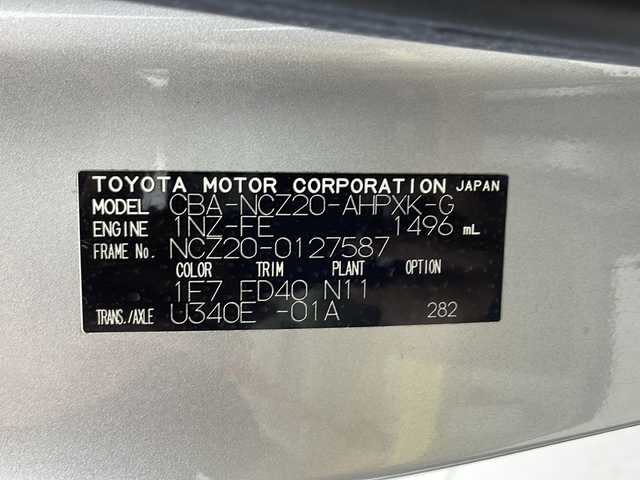 TOYOTA MOTOR CORPORATION JAPAN
MODEL CBA-NCZ20-AHPXK-G
ENGINE 1NZ-FE 1496 mL
FRAME No. NCZ20-0127587
COLOR TRIM PLANT OPTION
1F7 FD40 N11
TRANS./AXLE U340E -01A 282